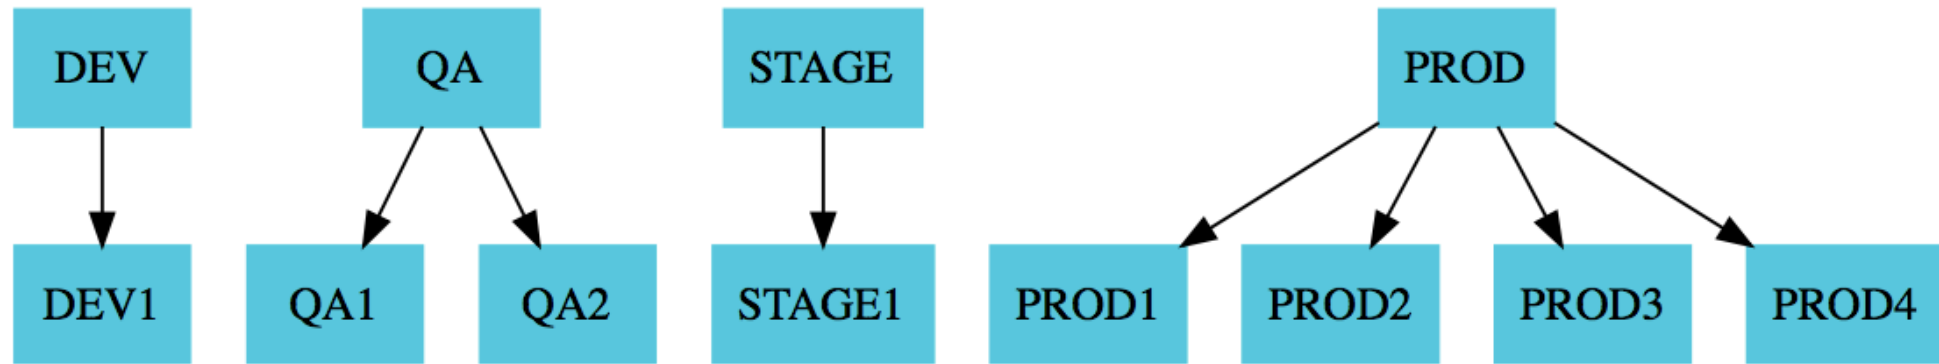 DEV
QA
STAGE
PROD
DEV1
QA1
QA2
STAGE1
PROD1
PROD2
PROD3
PROD4